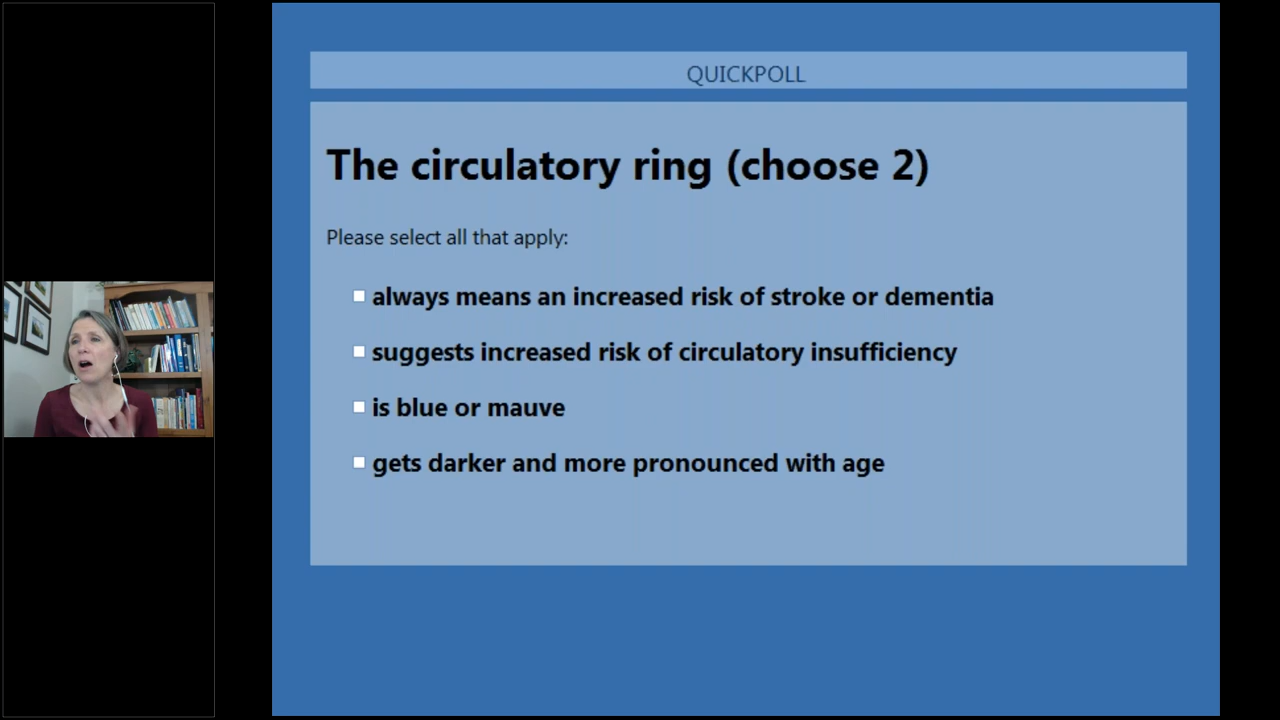 QUICKPOLL
The circulatory ring (choose 2)
Please select all that apply:
always means an increased risk of stroke or dementia
suggests increased risk of circulatory insufficiency
is blue or mauve
gets darker and more pronounced with age